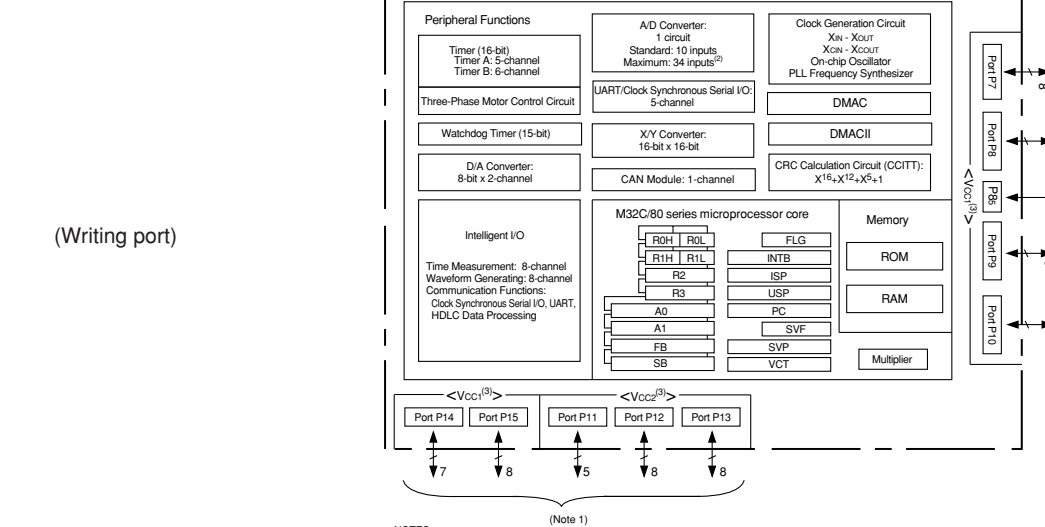 (Writing port)
Peripheral Functions
Timer (16-bit)
Timer A: 5-channel
Timer B: 6-channel
Three-Phase Motor Control Circuit
Watchdog Timer (15-bit)
D/A Converter:
8-bit x 2-channel
A/D Converter:
1 circuit
Standard: 10 inputs
Maximum: 34 inputs(2)
UART/Clock Synchronous Serial I/O:
5-channel
X/Y Converter:
16-bit x 16-bit
CAN Module: 1-channel
Clock Generation Circuit
XIN - XOUT
XCIN - XCOUT
On-chip Oscillator
PLL Frequency Synthesizer
DMAC
DMACII
CRC Calculation Circuit (CCITT):
X16+X12+X5+1
Intelligent I/O
Time Measurement: 8-channel
Waveform Generating: 8-channel
Communication Functions:
Clock Synchronous Serial I/O, UART,
HDLC Data Processing
M32C/80 series microprocessor core
R0H R0L
R1H R1L
R2
R3
A0
A1
FB
SB
FLG
INTB
ISP
USP
PC
SVF
SVP
VCT
Memory
ROM
RAM
Multiplier
<VCC1(3)>
Port P7
Port P8
P85
Port P9
Port P10
<VCC1(3)>
<VCC2(3)>
Port P14
Port P15
Port P11
Port P12
Port P13
7
8
5
8
8
(Note 1)